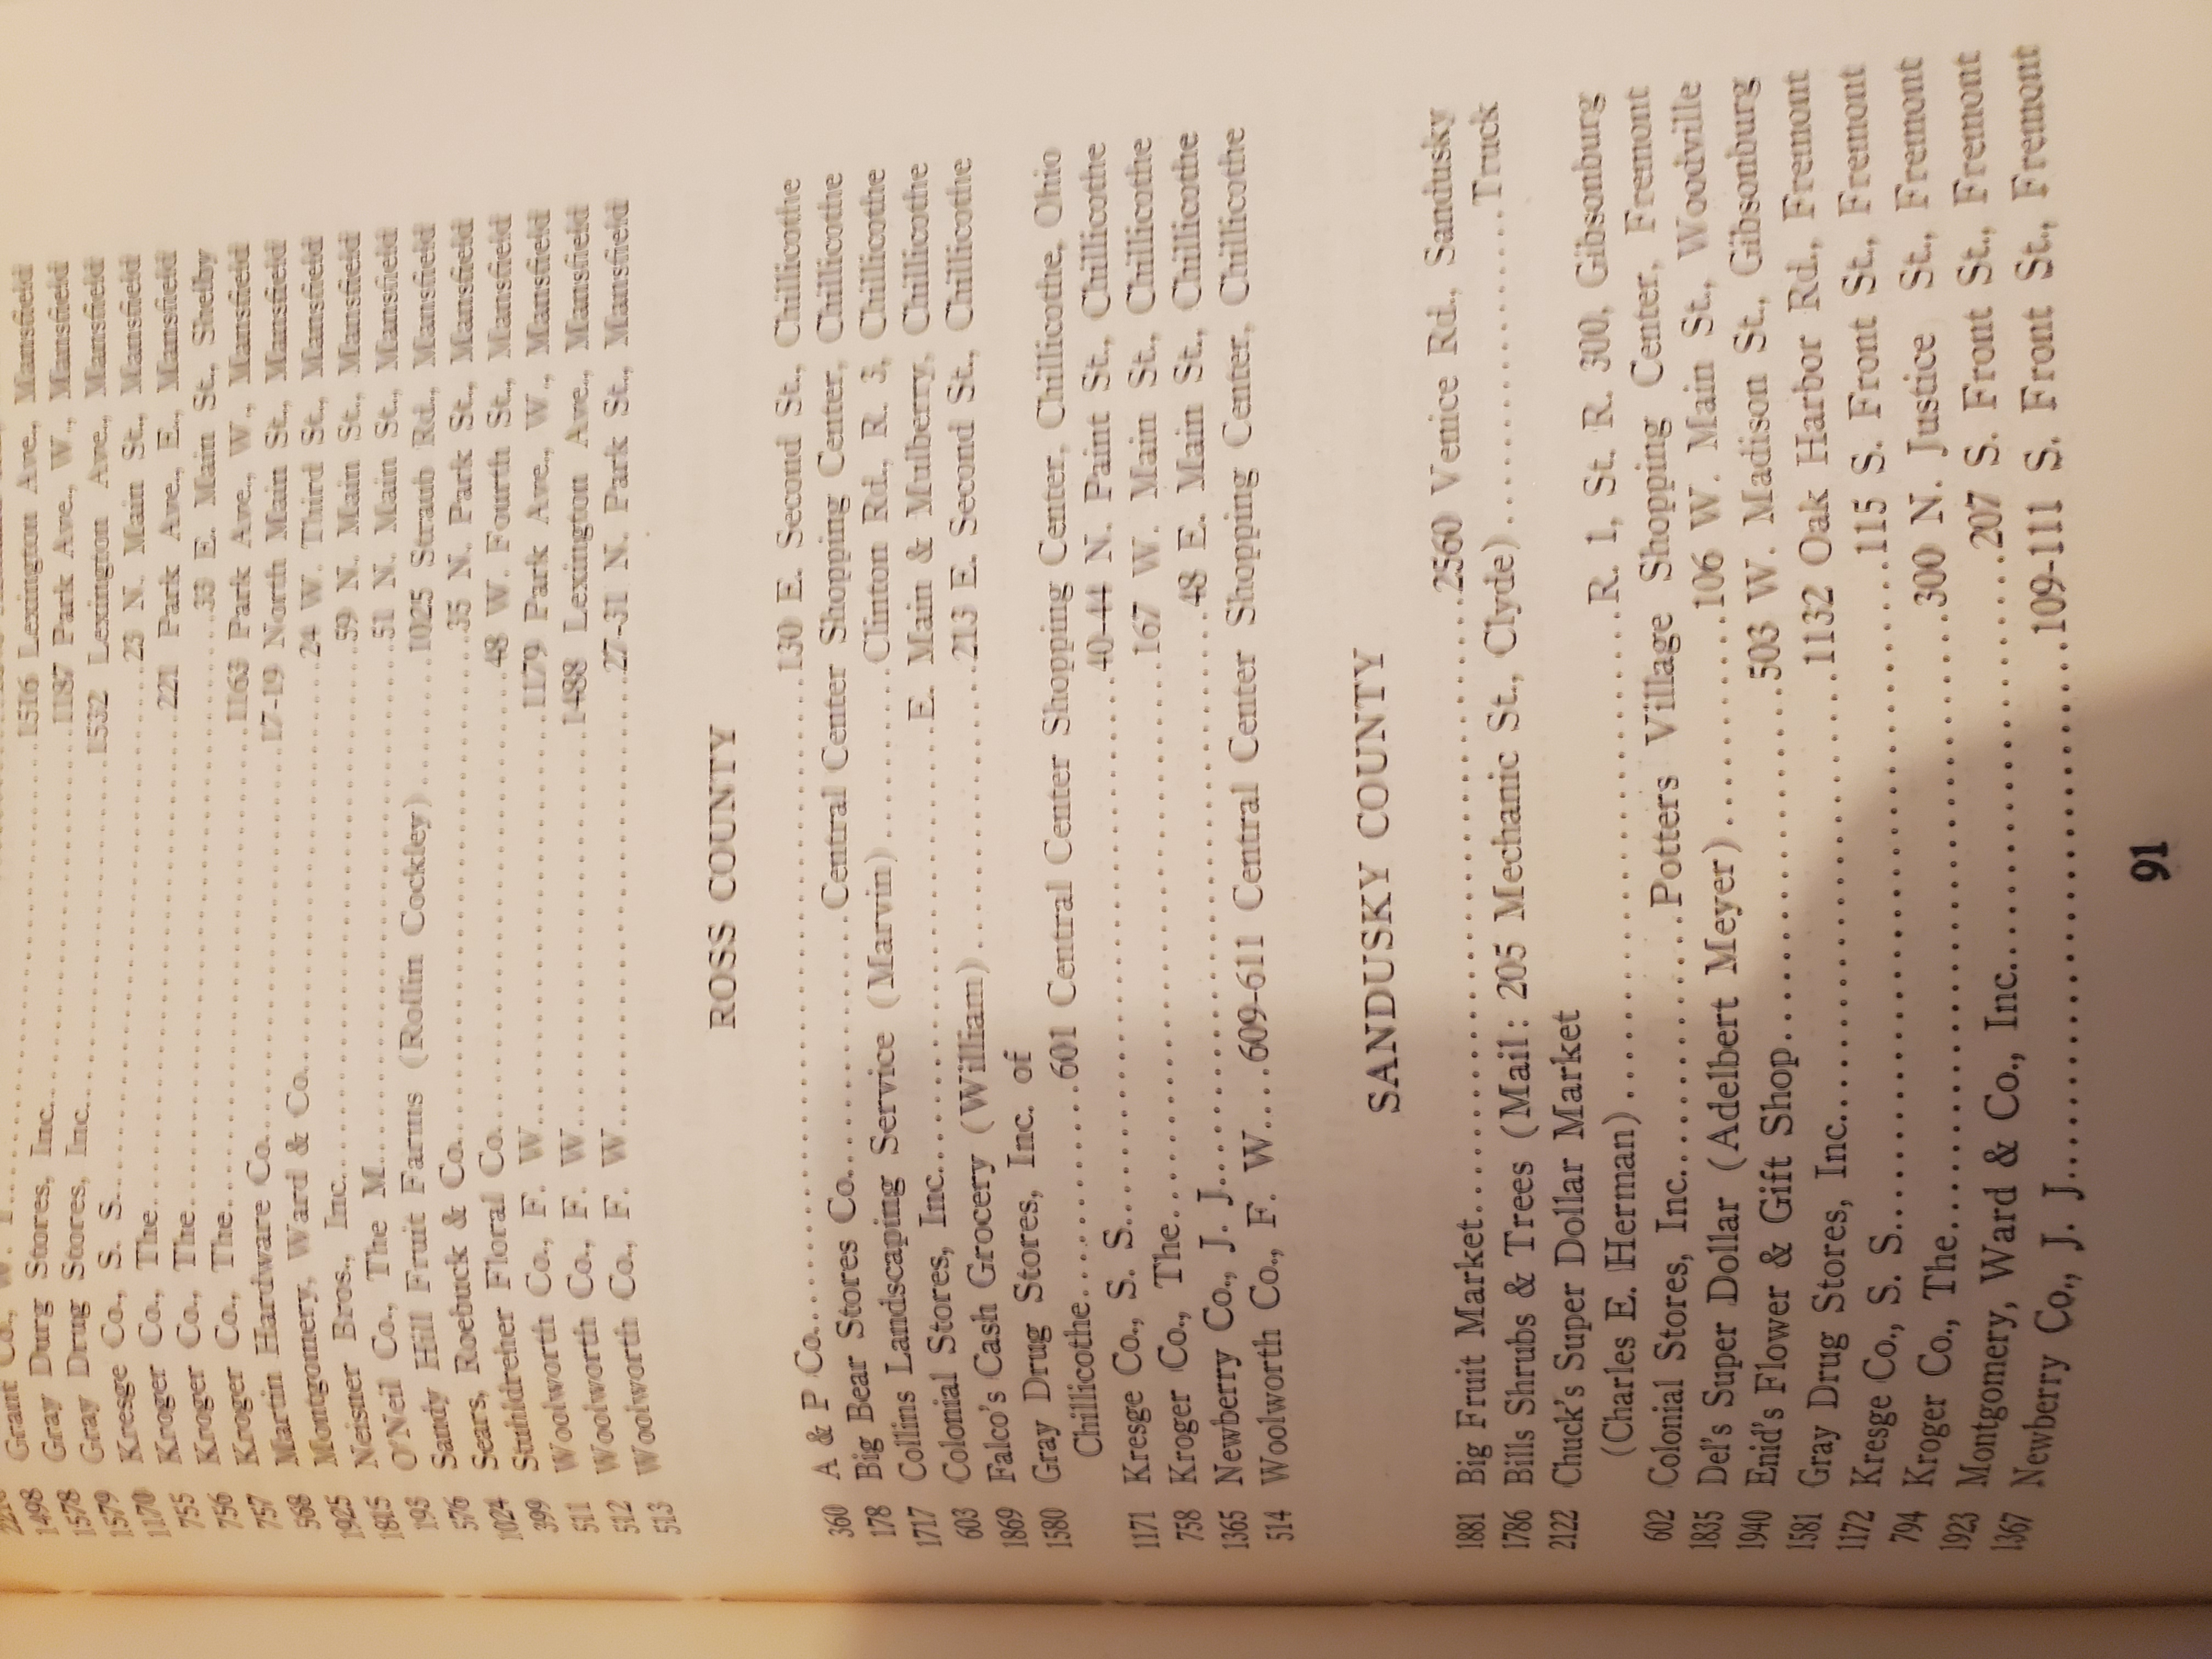 1498 Grant Co., W. T..........1516 Lexington Ave., Mansfield
1578 Gray Durg Stores, Inc..........1187 Park Ave., W., Mansfield
1579 Gray Drug Stores, Inc..........1532 Lexington Ave., Mansfield
1170 Kresge Co., S. S..........23 N. Main St., Mansfield
755 Kroger Co., The..........221 Park Ave., E., Mansfield
756 Kroger Co., The..........33 E. Main St., Shelby
757 Kroger Co., The..........1163 Park Ave., W., Mansfield
568 Martin Hardware Co..........17-19 North Main St., Mansfield
1925 Montgomery, Ward & Co..........24 W. Third St., Mansfield
1815 Neisner Bros., Inc..........59 N. Main St., Mansfield
193 O'Neil Co., The M..........51 N. Main St., Mansfield
576 Sandy Hill Fruit Farms (Rollin Cockley)......1025 Straub Rd., Mansfield
1024 Sears, Roebuck & Co..........35 N. Park St., Mansfield
399 Stuhldreher Floral Co..........48 W. Fourth St., Mansfield
511 Woolworth Co., F. W..........1179 Park Ave., W., Mansfield
512 Woolworth Co., F. W..........1488 Lexington Ave., Mansfield
513 Woolworth Co., F. W..........27-31 N. Park St., Mansfield
ROSS COUNTY
360 A & P Co..........130 E. Second St., Chillicothe
178 Big Bear Stores Co..........Central Center Shopping Center, Chillicothe
1717 Collins Landscaping Service (Marvin)..........Clinton Rd., R. 3, Chillicothe
603 Colonial Stores, Inc..........E. Main & Mulberry, Chillicothe
1869 Falco's Cash Grocery (William)..........213 E. Second St., Chillicothe
1580 Gray Drug Stores, Inc. of
Chillicothe..........601 Central Center Shopping Center, Chillicothe, Ohio
1171 Kresge Co., S. S..........40-44 N. Paint St., Chillicothe
758 Kroger Co., The..........167 W. Main St., Chillicothe
1365 Newberry Co., J. J..........48 E. Main St., Chillicothe
514 Woolworth Co., F. W....609-611 Central Center Shopping Center, Chillicothe
SANDUSKY COUNTY
1881 Big Fruit Market..........2560 Venice Rd., Sandusky
1786 Bills Shrubs & Trees (Mail: 205 Mechanic St., Clyde)..........Truck
2122 Chuck's Super Dollar Market
(Charles E. Herman)..........R. 1, St. R. 300, Gibsonburg
602 Colonial Stores, Inc..........Potters Village Shopping Center, Fremont
1835 Del's Super Dollar (Adelbert Meyer)..........106 W. Main St., Woodville
1940 Enid's Flower & Gift Shop..........503 W. Madison St., Gibsonburg
1581 Gray Drug Stores, Inc..........1132 Oak Harbor Rd., Fremont
1172 Kresge Co., S. S..........115 S. Front St., Fremont
794 Kroger Co., The..........300 N. Justice St., Fremont
1923 Montgomery, Ward & Co., Inc..........207 S. Front St., Fremont
1367 Newberry Co., J. J..........109-111 S. Front St., Fremont
91